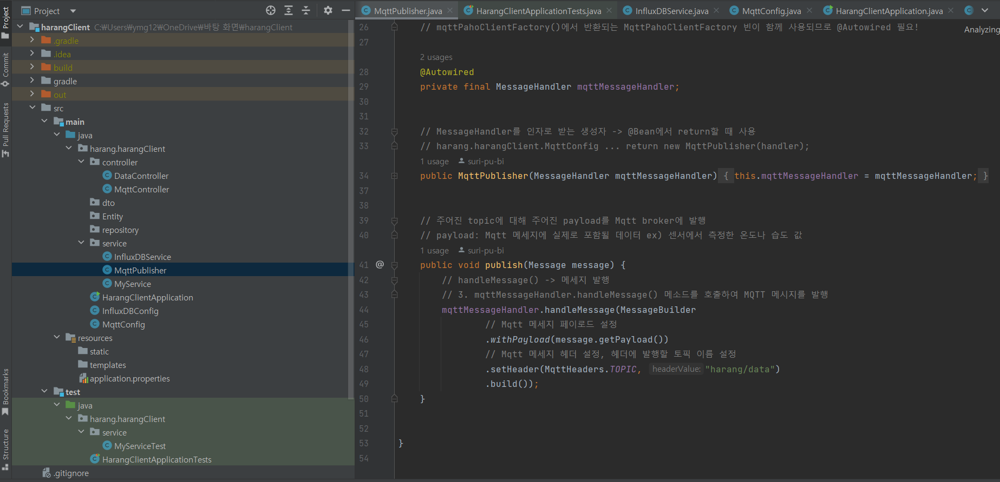 Project
MqttPublisher.java
HarangClientApplicationTests.java
InfluxDBService.java
MqttConfig.java
HarangClientApplication.java
Project
Commit
Pull Requests
Bookmarks
Structure
harangClient C:₩Users₩ymg12₩OneDrive₩바탕 화면₩harangClient
.gradle
.idea
build
gradle
out
src
main
java
harang.harangClient
controller
DataController
MqttController
dto
Entity
repository
service
InfluxDBService
MqttPublisher
MyService
HarangClientApplication
InfluxDBConfig
MqttConfig
resources
static
templates
application.properties
test
java
harang.harangClient
service
MyServiceTest
HarangClientApplicationTests
.gitignore
Analyzing
26 // mqttPahoClientFactory()에서 반환되는 MqttPahoClientFactory 빈이 함께 사용되므로 @Autowired 필요!
27
2 usages
28 @Autowired
29 private final MessageHandler mqttMessageHandler;
30
31
32 // MessageHandler를 인자로 받는 생성자 -> @Bean에서 return할 때 사용
33 // harang.harangClient.MqttConfig ... return new MqttPublisher(handler);
1 usage suri-pu-bi
34 public MqttPublisher(MessageHandler mqttMessageHandler) { this.mqttMessageHandler = mqttMessageHandler; }
37
38
39 // 주어진 topic에 대해 주어진 payload를 Mqtt broker에 발행
40 // payload: Mqtt 메세지에 실제로 포함될 데이터 ex) 센서에서 측정한 온도나 습도 값
1 usage suri-pu-bi
41 @ public void publish(Message message) {
42 // handleMessage() -> 메세지 발행
43 // 3. mqttMessageHandler.handleMessage() 메소드를 호출하여 MQTT 메시지를 발행
44 mqttMessageHandler.handleMessage(MessageBuilder
45 // Mqtt 메세지 페이로드 설정
46 .withPayload(message.getPayload())
47 // Mqtt 메세지 헤더 설정, 헤더에 발행할 토픽 이름 설정
48 .setHeader(MqttHeaders.TOPIC, headerValue: "harang/data")
49 .build());
50 }
51
52
53 }
54